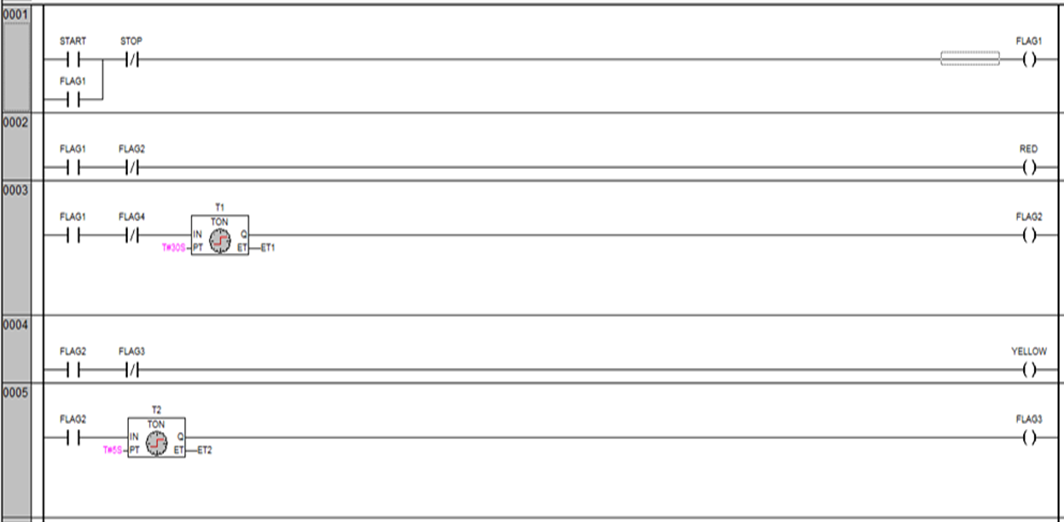 0001
START STOP FLAG1
FLAG1
0002
FLAG1 FLAG2 RED
0003
FLAG1 FLAG4 T1 FLAG2
TON
IN Q
T#30S PT ET ET1
0004
FLAG2 FLAG3 YELLOW
0005
FLAG2 T2 FLAG3
TON
IN Q
T#5S PT ET ET2